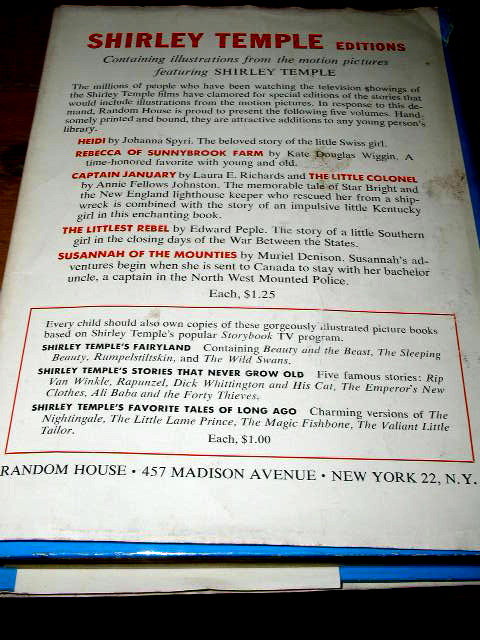 SHIRLEY TEMPLE EDITIONS
Containing illustrations from the motion pictures
featuring SHIRLEY TEMPLE
The millions of people who have been watching the television showings of
the Shirley Temple films have clamored for special editions of the stories that
would include illustrations from the motion pictures. In response to this de-
mand, Random House is proud to present the following five volumes. Hand-
somely printed and bound, they are attractive additions to any young person's
library.
HEIDI by Johanna Spyri. The beloved story of the little Swiss girl.
REBECCA OF SUNNYBROOK FARM by Kate Douglas Wiggin. A
time-honored favorite with young and old.
CAPTAIN JANUARY by Laura E. Richards and THE LITTLE COLONEL
by Annie Fellows Johnston. The memorable tale of Star Bright and
the New England lighthouse keeper who rescued her from a ship-
wreck is combined with the story of an impulsive little Kentucky
girl in this enchanting book.
THE LITTLEST REBEL by Edward Peple. The story of a little Southern
girl in the closing days of the War Between the States.
SUSANNAH OF THE MOUNTIES by Muriel Denison. Susannah's ad-
ventures begin when she is sent to Canada to stay with her bachelor
uncle, a captain in the North West Mounted Police.
Each, $1.25
Every child should also own copies of these gorgeously illustrated picture books
based on Shirley Temple's popular Storybook TV program.
SHIRLEY TEMPLE'S FAIRYLAND Containing Beauty and the Beast, The Sleeping
Beauty, Rumpelstiltskin, and The Wild Swans.
SHIRLEY TEMPLE'S STORIES THAT NEVER GROW OLD Five famous stories: Rip
Van Winkle, Rapunzel, Dick Whittington and His Cat, The Emperor's New
Clothes, Ali Baba and the Forty Thieves.
SHIRLEY TEMPLE'S FAVORITE TALES OF LONG AGO Charming versions of The
Nightingale, The Little Lame Prince, The Magic Fishbone, The Valiant Little
Tailor.
Each, $1.00
RANDOM HOUSE • 457 MADISON AVENUE • NEW YORK 22, N.Y.